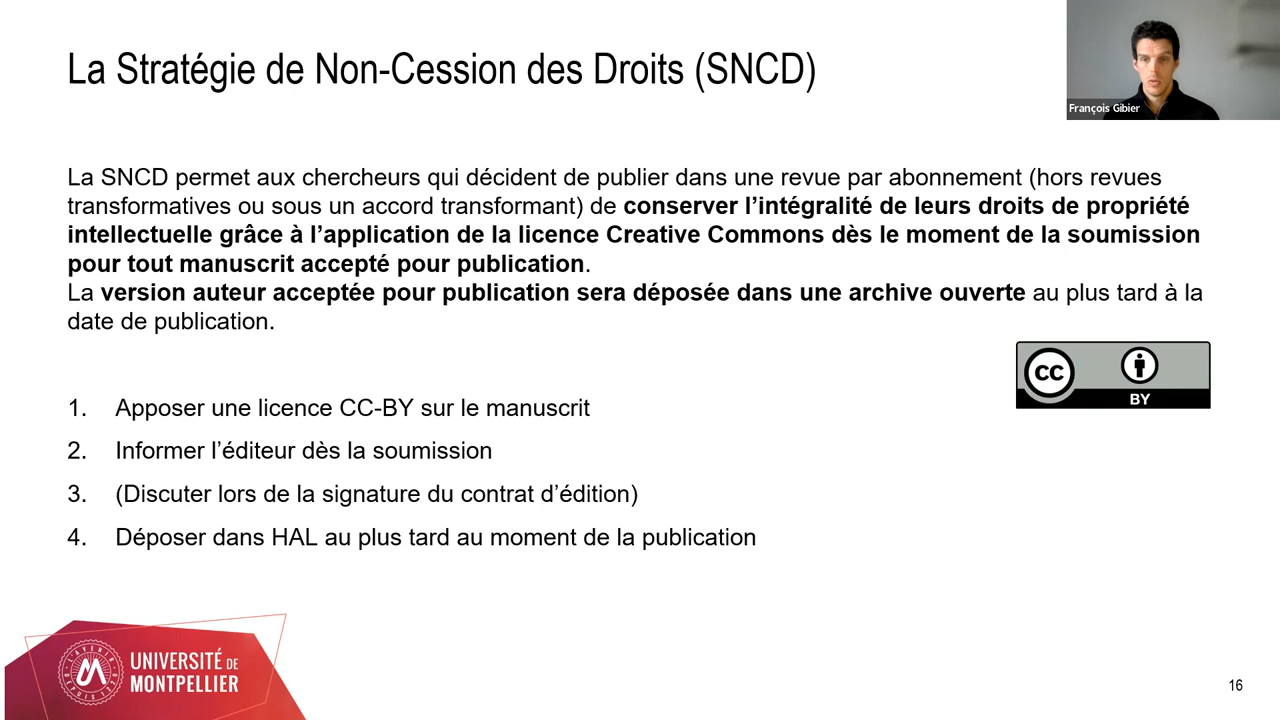 La Stratégie de Non-Cession des Droits (SNCD)
François Gibier
La SNCD permet aux chercheurs qui décident de publier dans une revue par abonnement (hors revues
transformatives ou sous un accord transformant) de conserver l’intégralité de leurs droits de propriété
intellectuelle grâce à l’application de la licence Creative Commons dès le moment de la soumission
pour tout manuscrit accepté pour publication.
La version auteur acceptée pour publication sera déposée dans une archive ouverte au plus tard à la
date de publication.
CC
BY
1. Apposer une licence CC-BY sur le manuscrit
2. Informer l’éditeur dès la soumission
3. (Discuter lors de la signature du contrat d’édition)
4. Déposer dans HAL au plus tard au moment de la publication
UNIVERSITÉ DE
MONTPELLIER
16